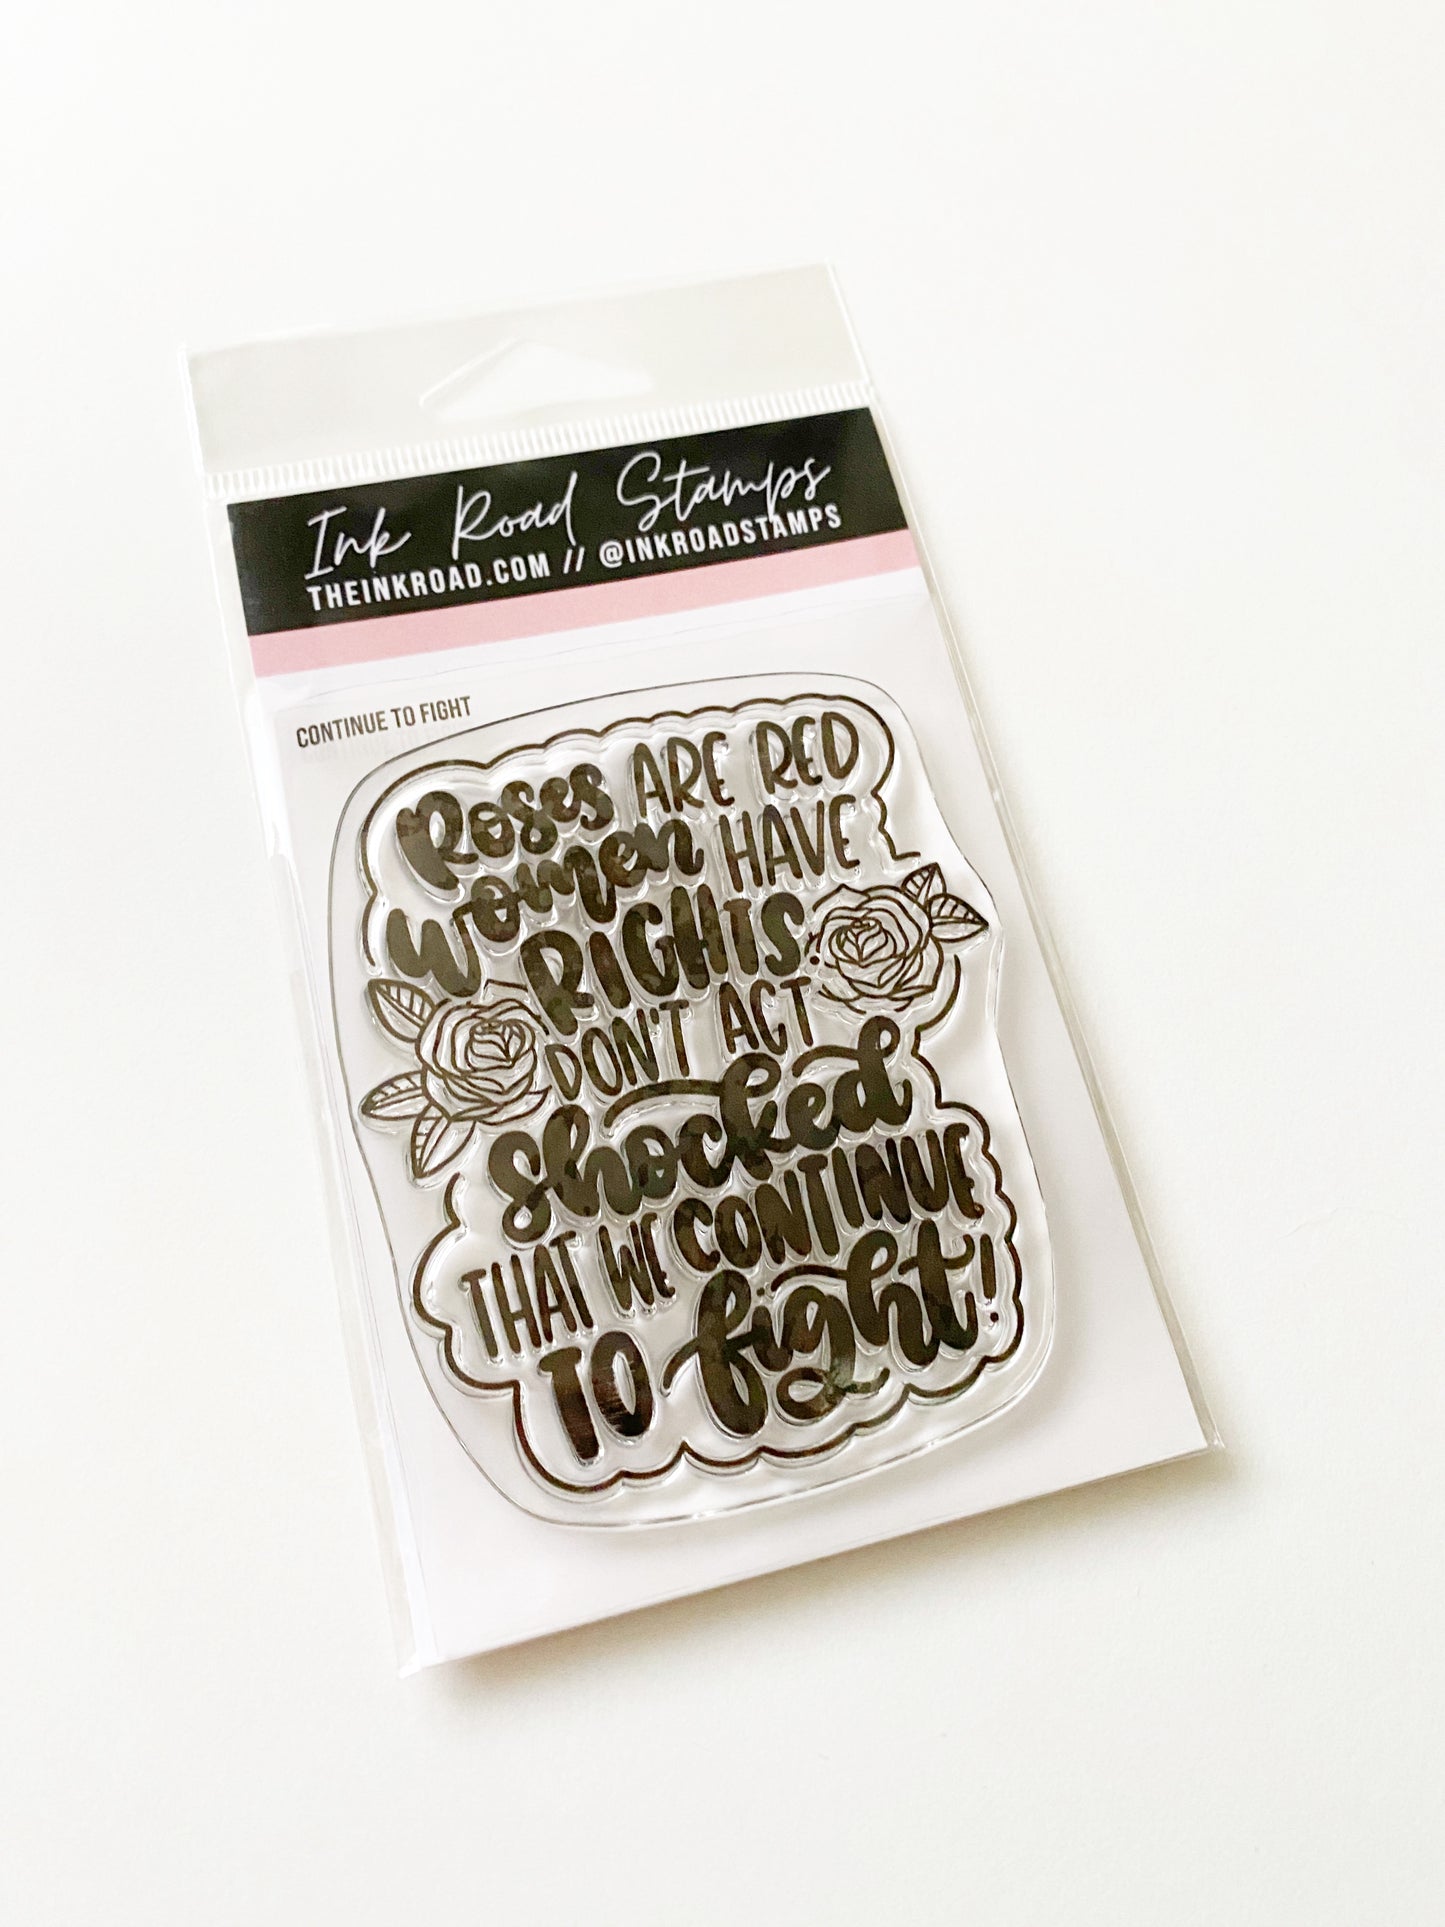 Ink Road Stamps
THEINKROAD.COM // @INKROADSTAMPS
CONTINUE TO FIGHT
Roses ARE RED
women HAVE
RIGHTS
DON'T ACT
shocked
THAT WE CONTINUE
TO fight!